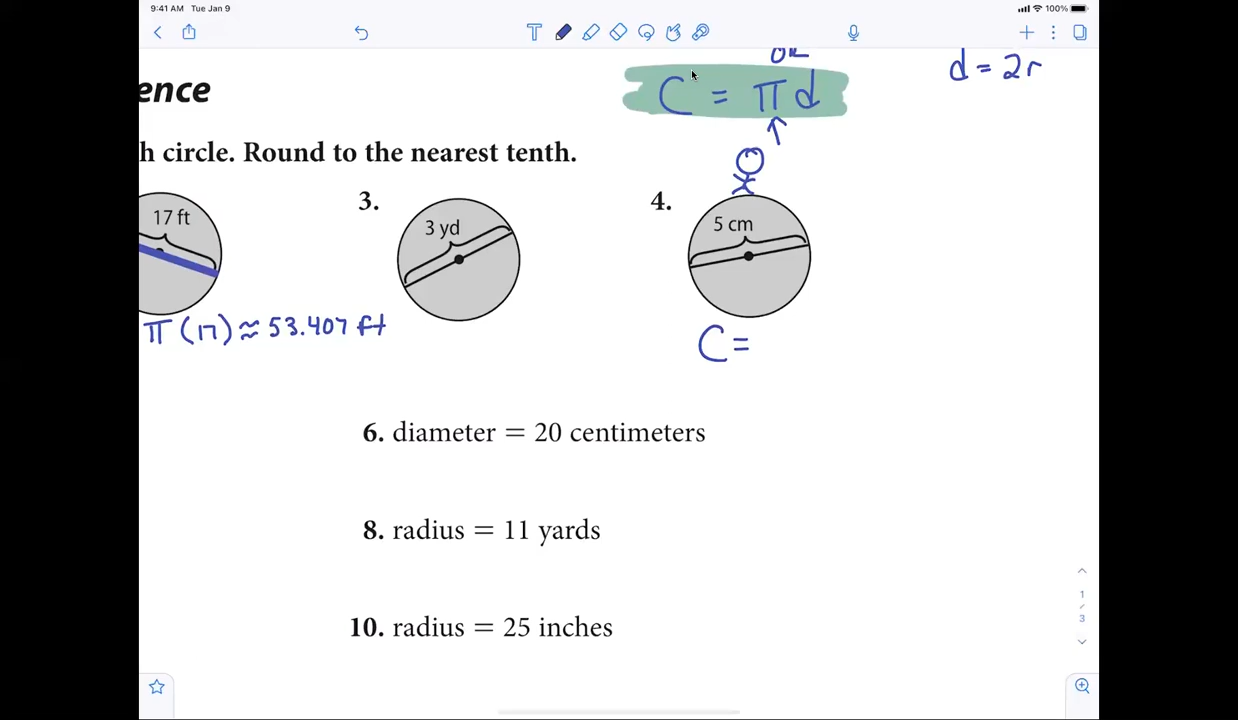 9:41 AM Tue Jan 9
100%
T
or
C = π d
d = 2r
ence
h circle. Round to the nearest tenth.
17 ft
3.
3 yd
4.
5 cm
π (17) ≈ 53.407 ft
C =
6. diameter = 20 centimeters
8. radius = 11 yards
10. radius = 25 inches
1
/
3